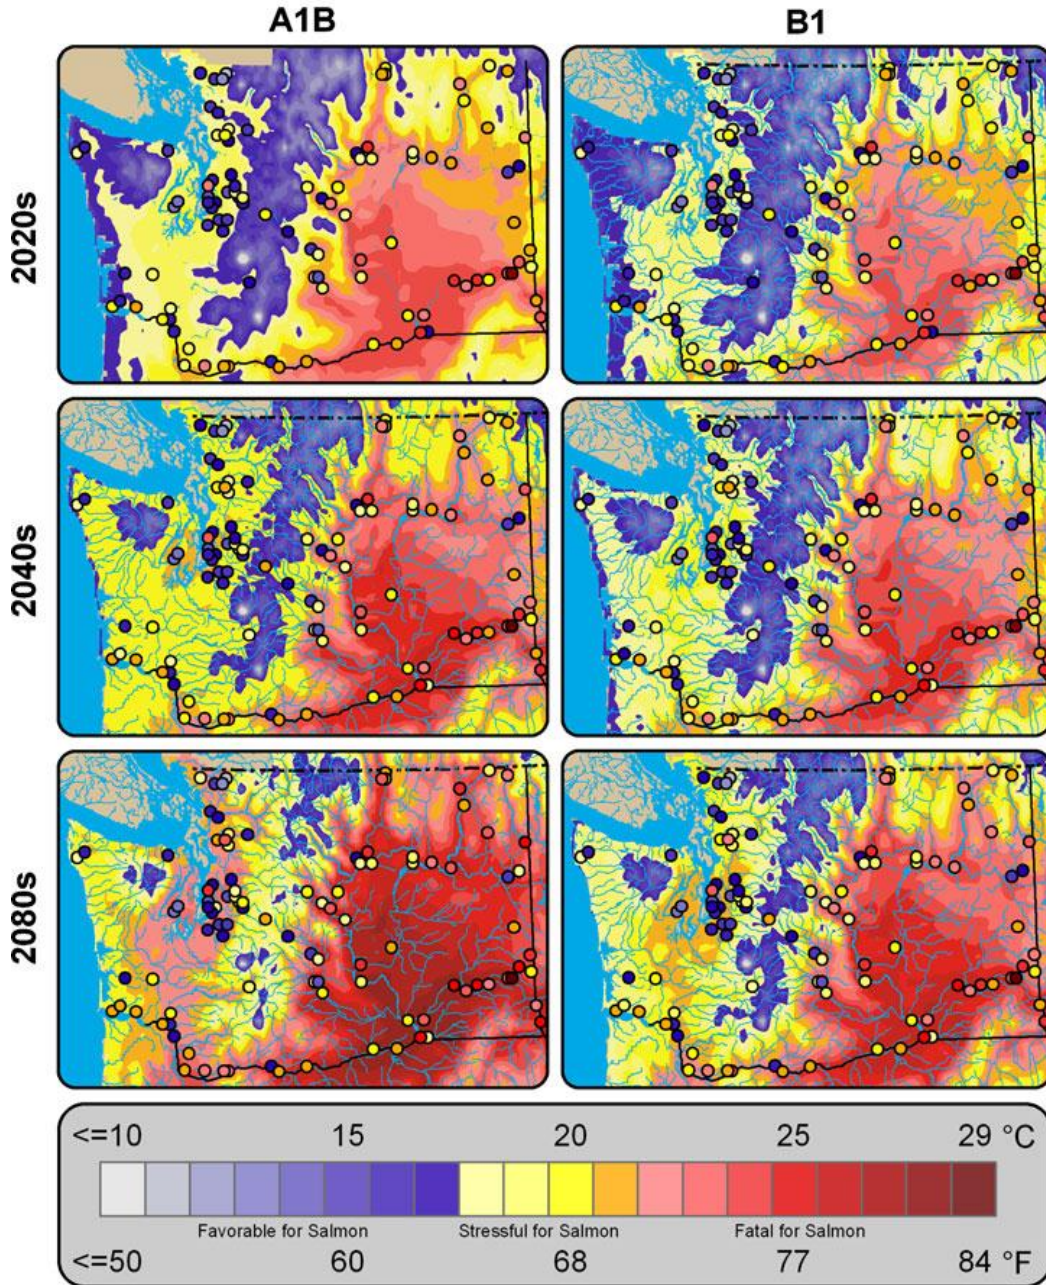 A1B B1
2020s
2040s
2080s
<=10 15 20 25 29 °C
Favorable for Salmon Stressful for Salmon Fatal for Salmon
<=50 60 68 77 84 °F